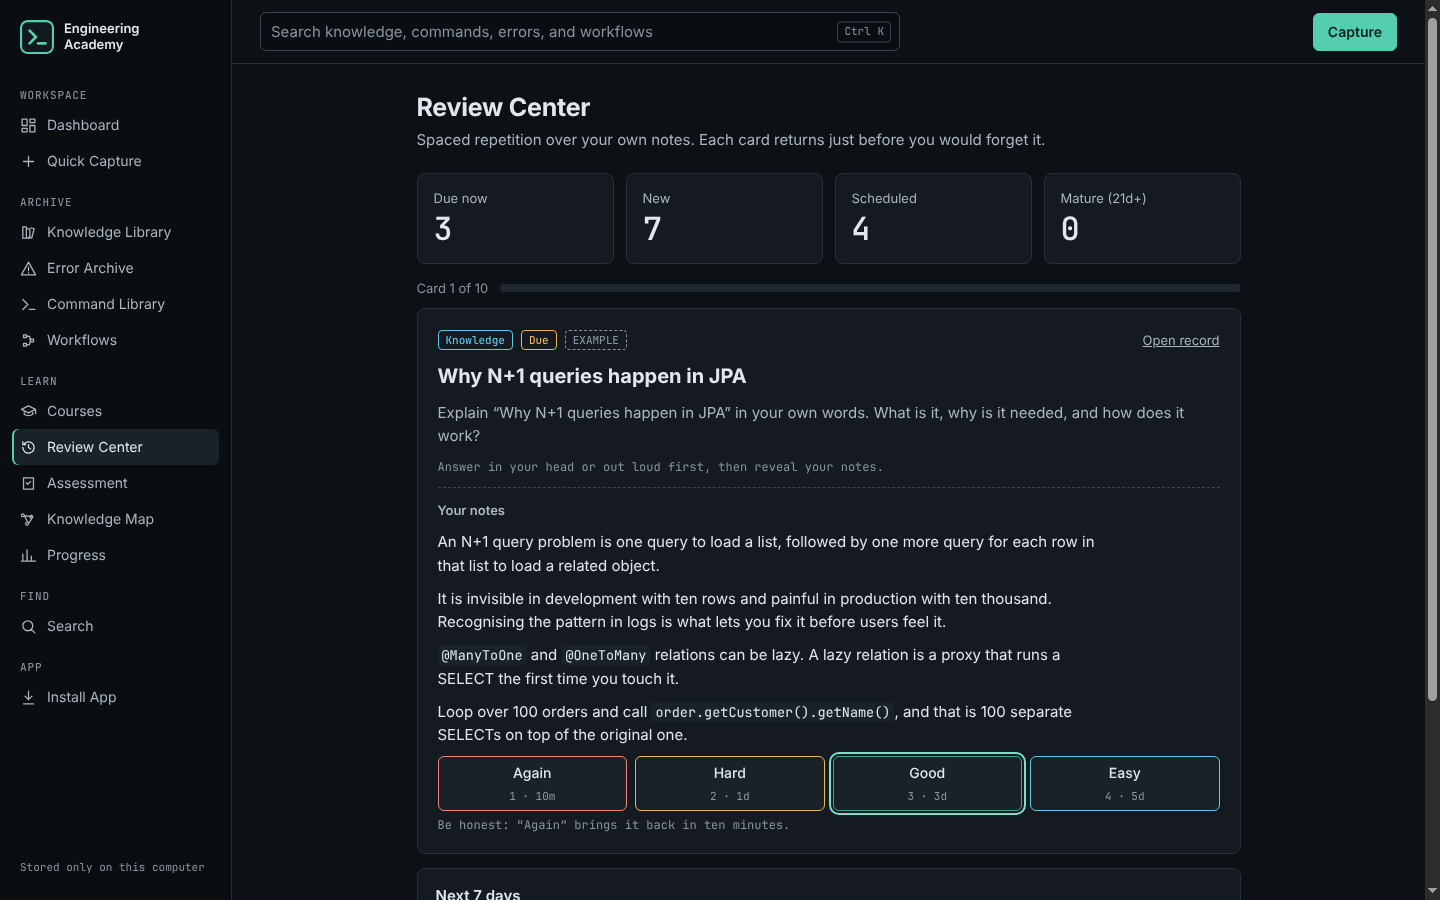 Engineering
Academy
Search knowledge, commands, errors, and workflows
Ctrl K
Capture
WORKSPACE
Dashboard
Quick Capture
ARCHIVE
Knowledge Library
Error Archive
Command Library
Workflows
LEARN
Courses
Review Center
Assessment
Knowledge Map
Progress
FIND
Search
APP
Install App
Stored only on this computer
Review Center
Spaced repetition over your own notes. Each card returns just before you would forget it.
Due now
3
New
7
Scheduled
4
Mature (21d+)
0
Card 1 of 10
Knowledge
Due
EXAMPLE
Open record
Why N+1 queries happen in JPA
Explain “Why N+1 queries happen in JPA” in your own words. What is it, why is it needed, and how does it
work?
Answer in your head or out loud first, then reveal your notes.
Your notes
An N+1 query problem is one query to load a list, followed by one more query for each row in
that list to load a related object.
It is invisible in development with ten rows and painful in production with ten thousand.
Recognising the pattern in logs is what lets you fix it before users feel it.
@ManyToOne and @OneToMany relations can be lazy. A lazy relation is a proxy that runs a
SELECT the first time you touch it.
Loop over 100 orders and call order.getCustomer().getName(), and that is 100 separate
SELECTs on top of the original one.
Again
1 · 10m
Hard
2 · 1d
Good
3 · 3d
Easy
4 · 5d
Be honest: “Again” brings it back in ten minutes.
Next 7 days